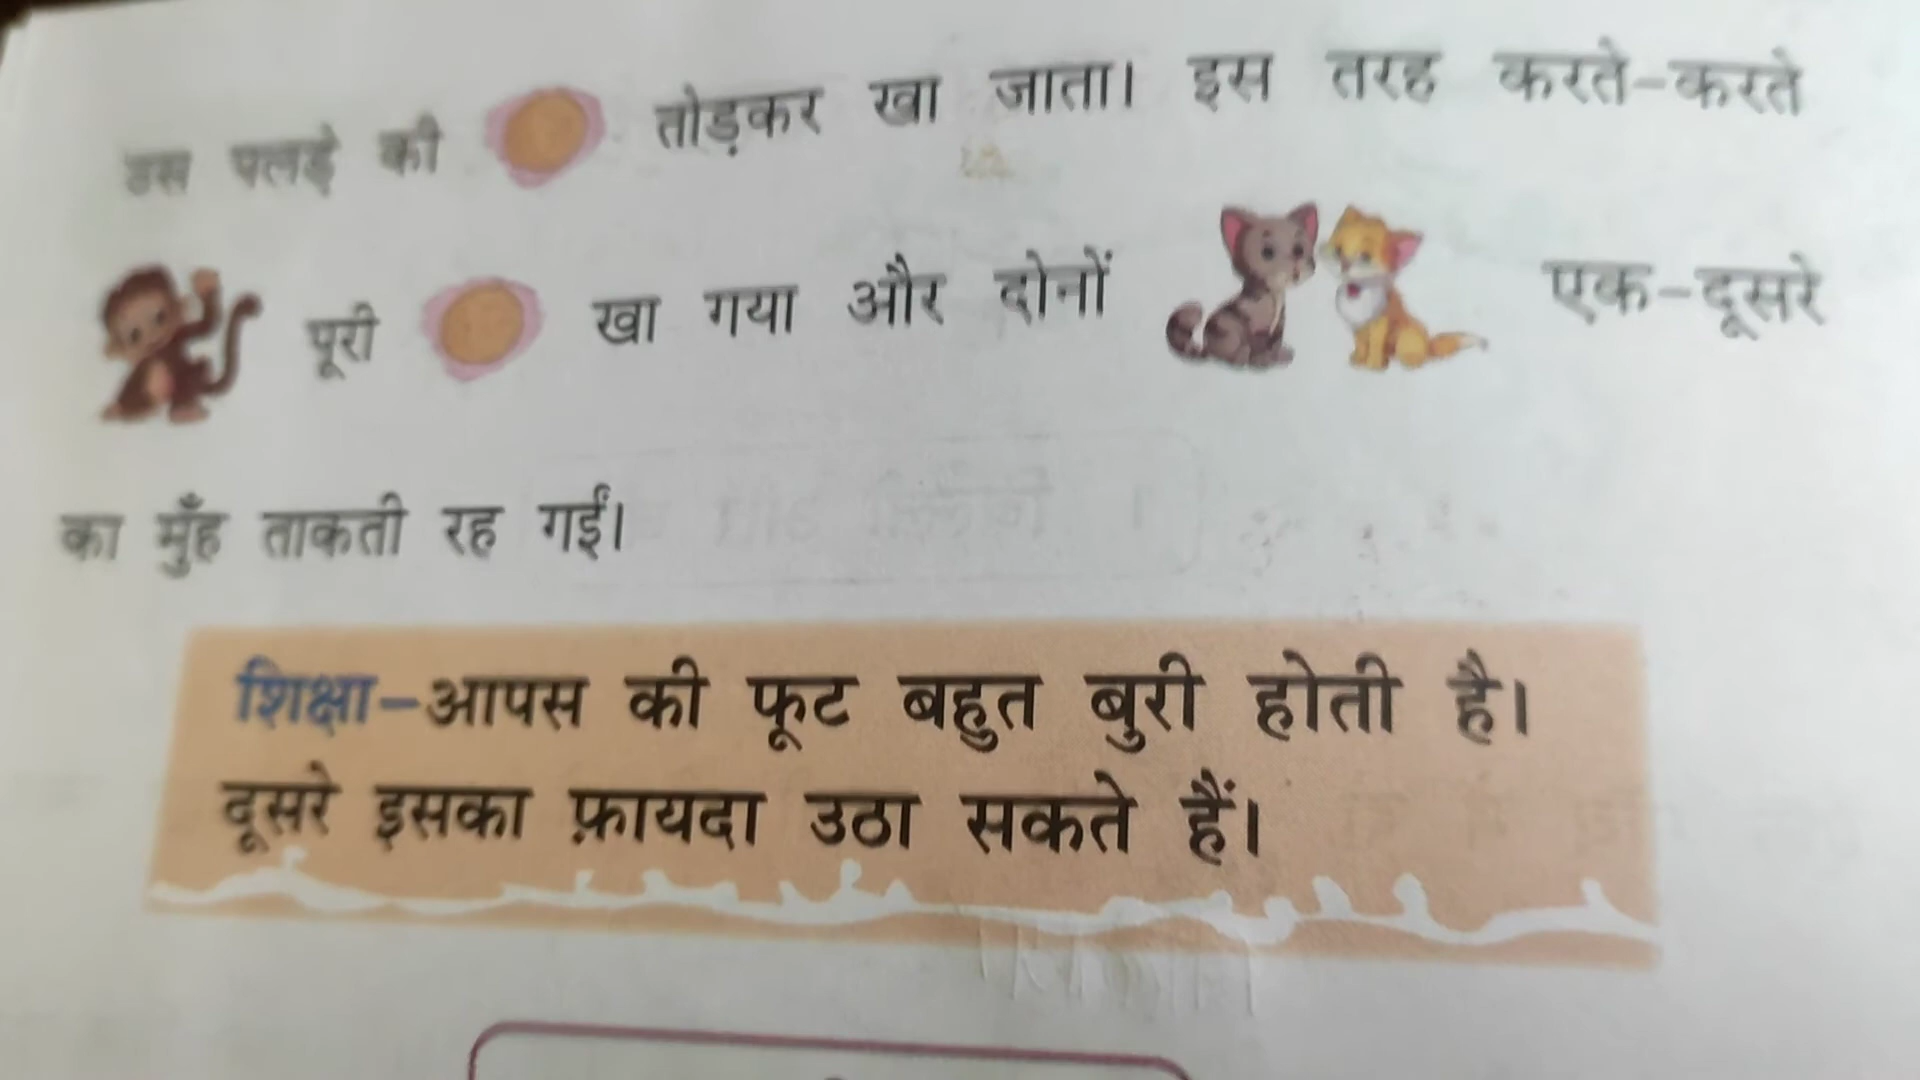 उस पलड़े की तोड़कर खा जाता। इस तरह करते-करते
पूरी खा गया और दोनों एक-दूसरे
का मुँह ताकती रह गईं।
शिक्षा-आपस की फूट बहुत बुरी होती है।
दूसरे इसका फ़ायदा उठा सकते हैं।